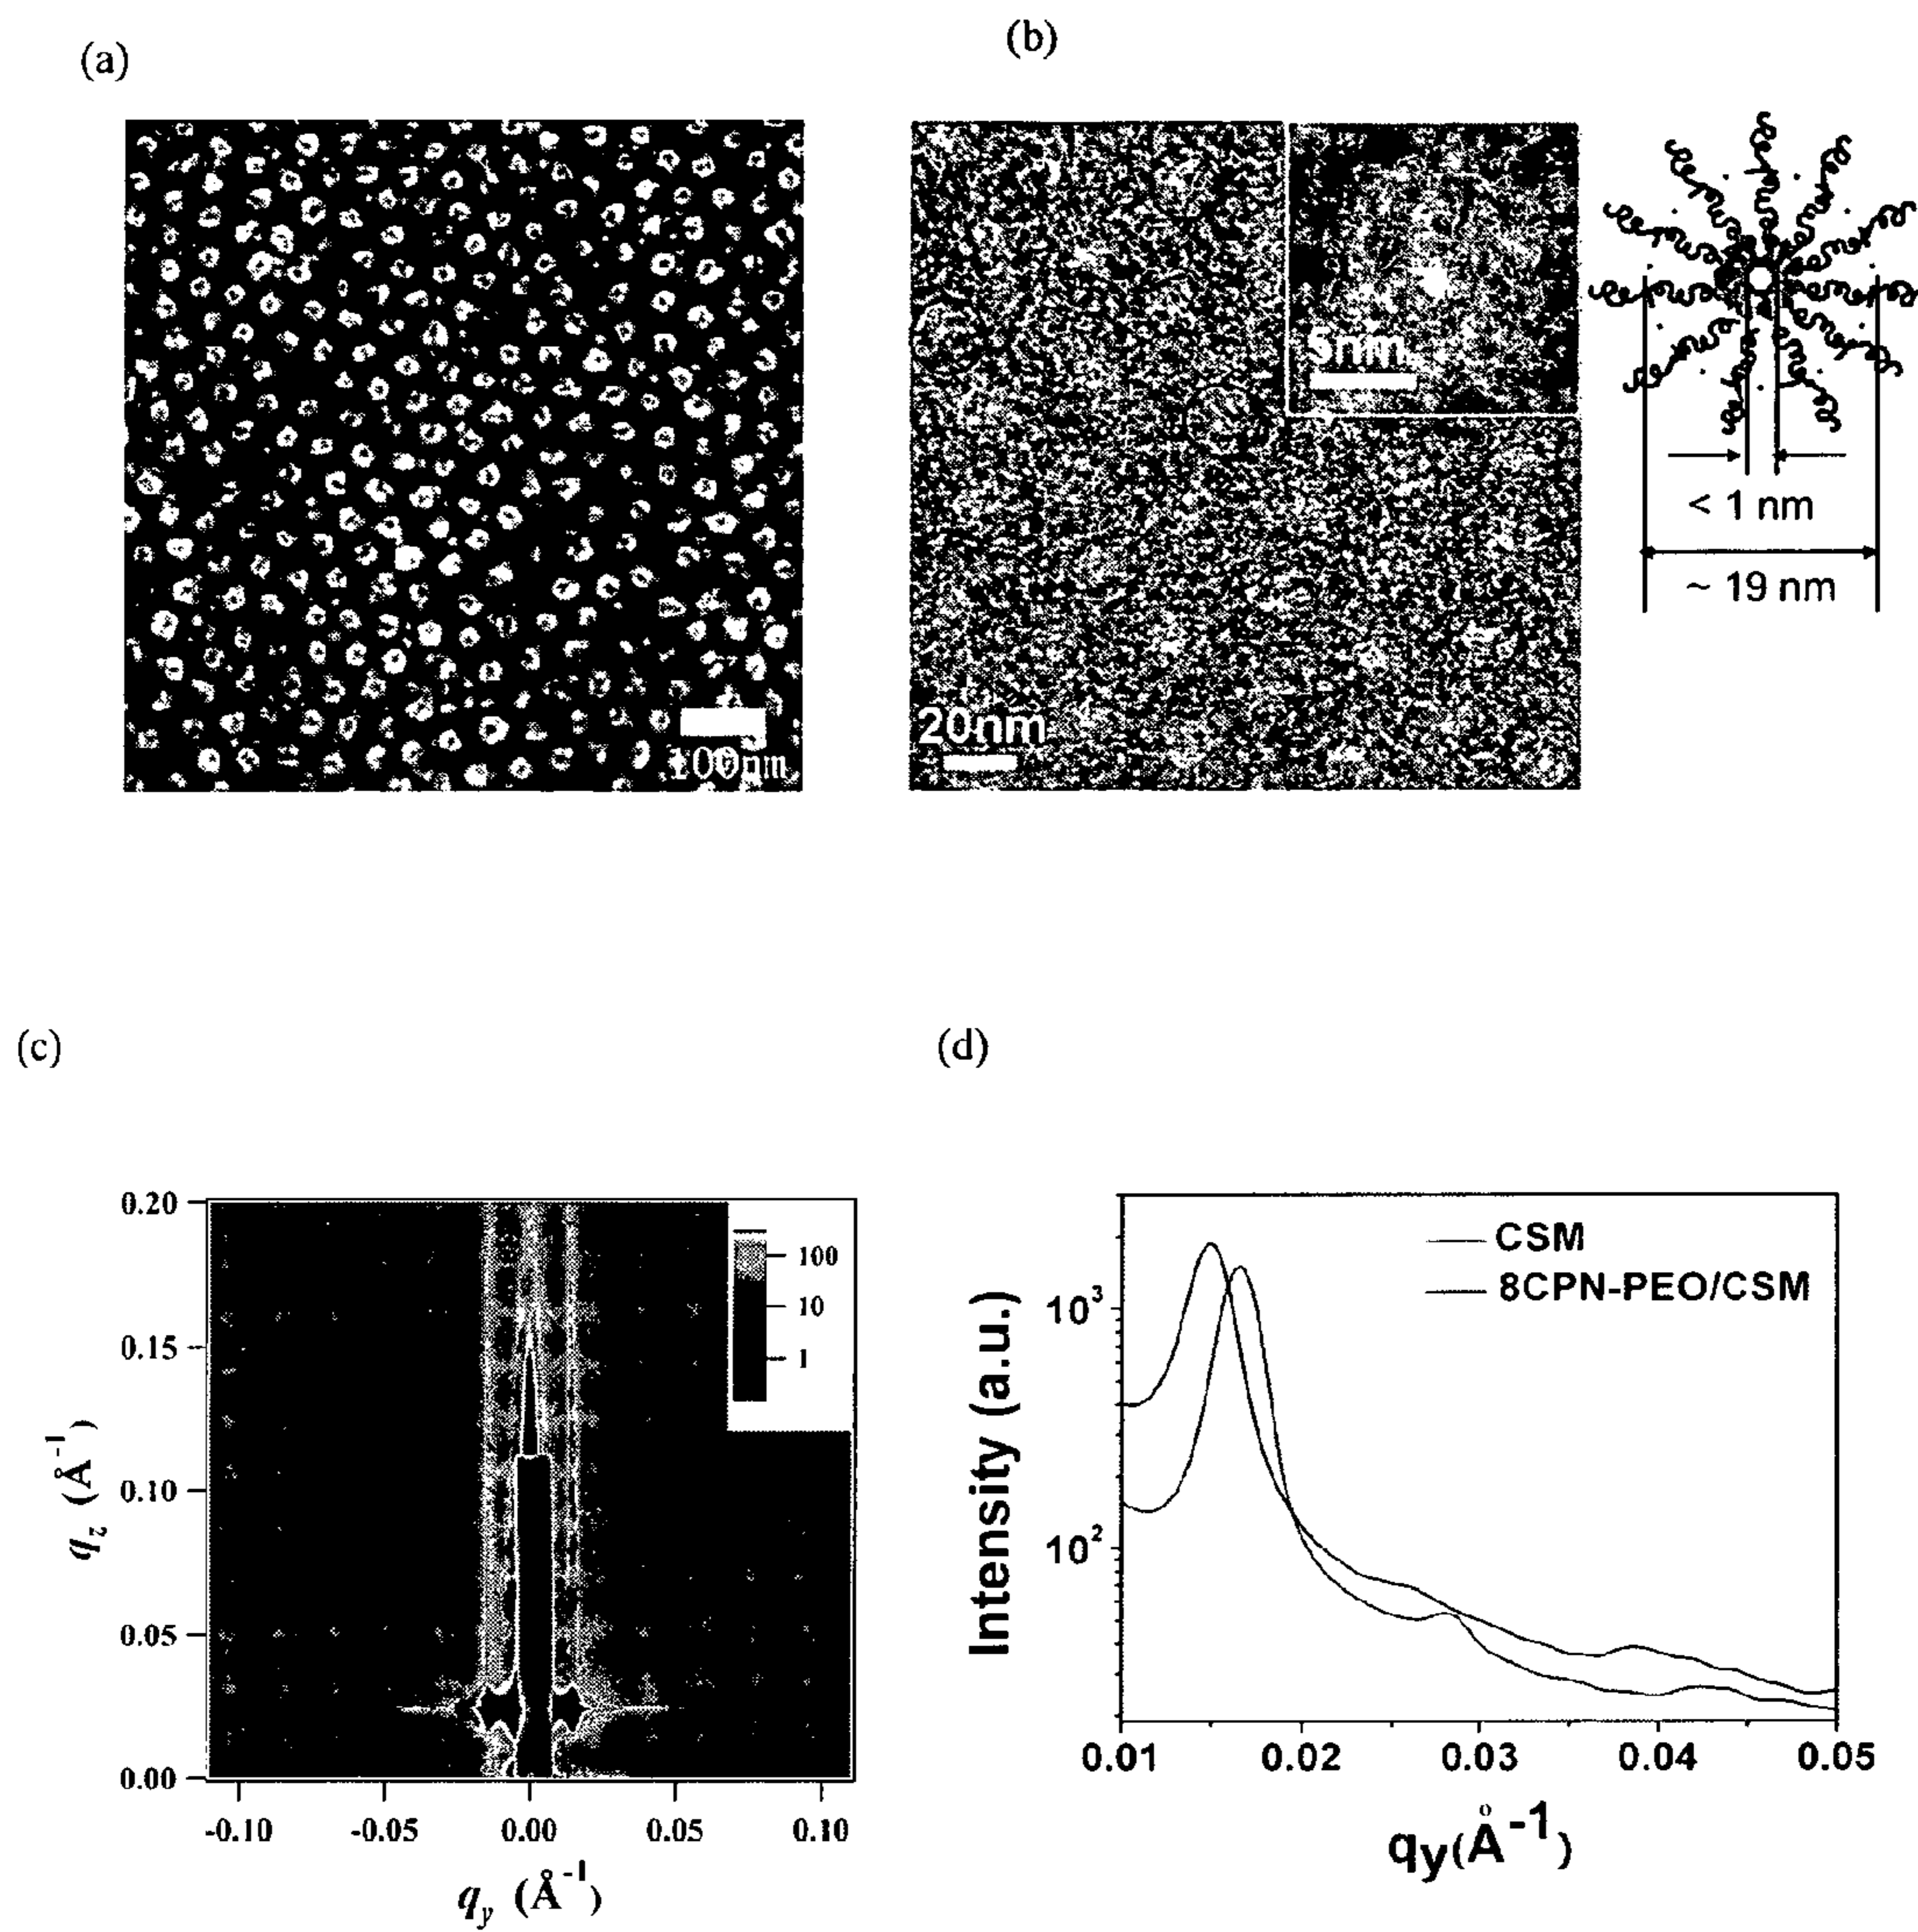 (a)
(b)
100nm
5nm
20nm
< 1 nm
~ 19 nm
(c)
(d)
0.20
0.15
0.10
0.05
0.00
100
10
1
-0.10
-0.05
0.00
0.05
0.10
q_z (Å⁻¹)
q_y (Å⁻¹)
CSM
8CPN-PEO/CSM
10³
10²
Intensity (a.u.)
0.01
0.02
0.03
0.04
0.05
qy(Å⁻¹)